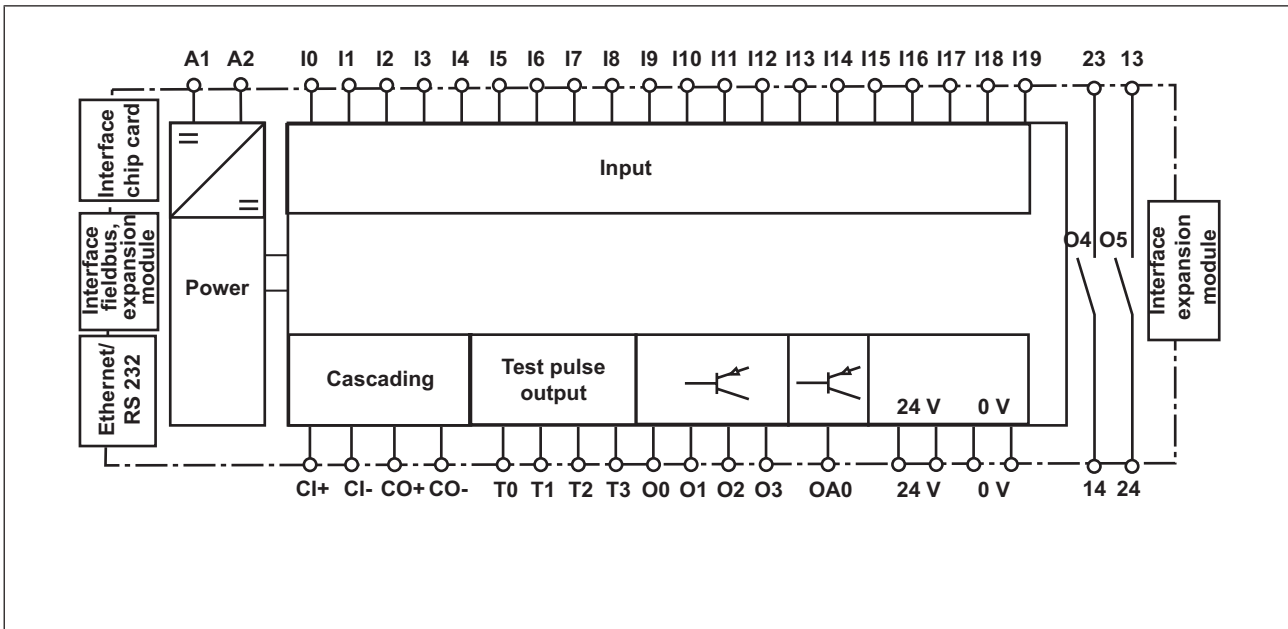 A1 A2 I0 I1 I2 I3 I4 I5 I6 I7 I8 I9 I10 I11 I12 I13 I14 I15 I16 I17 I18 I19 23 13
Interface
chip card
Interface
fieldbus,
expansion
module
Ethernet/
RS 232
Power
Input
O4 O5
Interface
expansion
module
Cascading
Test pulse
output
24 V 0 V
CI+ CI- CO+ CO- T0 T1 T2 T3 O0 O1 O2 O3 OA0 24 V 0 V 14 24